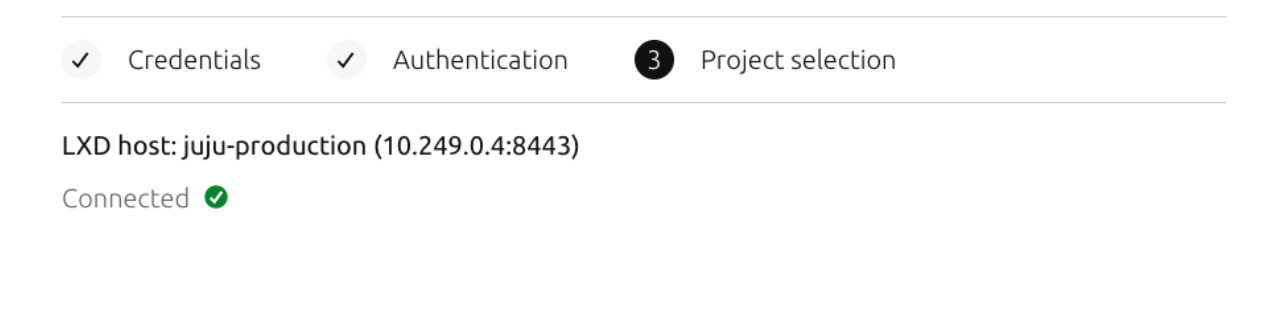 Credentials Authentication 3 Project selection
LXD host: juju-production (10.249.0.4:8443)
Connected